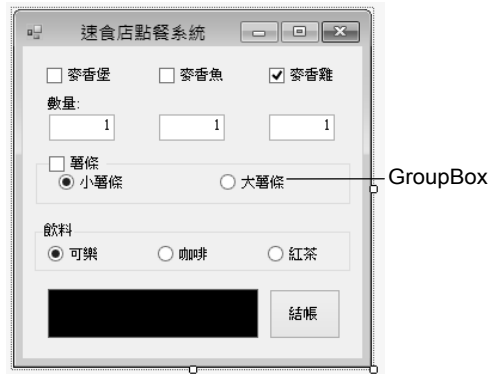 速食店點餐系統
麥香堡 麥香魚 麥香雞
數量:
1 1 1
薯條
小薯條 大薯條
GroupBox
飲料
可樂 咖啡 紅茶
結帳